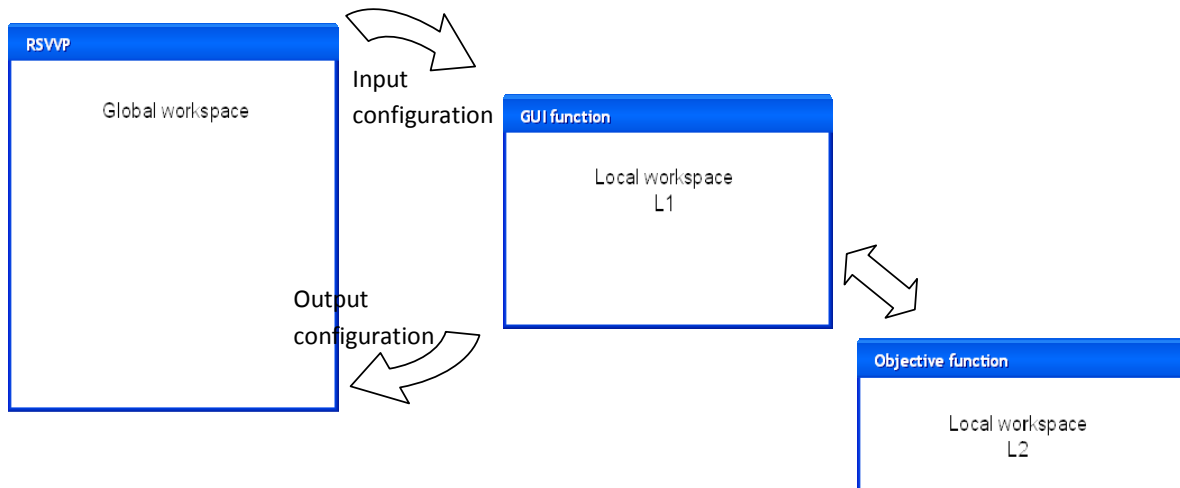 RSVVP
Global workspace
Input
configuration
GUI function
Local workspace
L1
Output
configuration
Objective function
Local workspace
L2